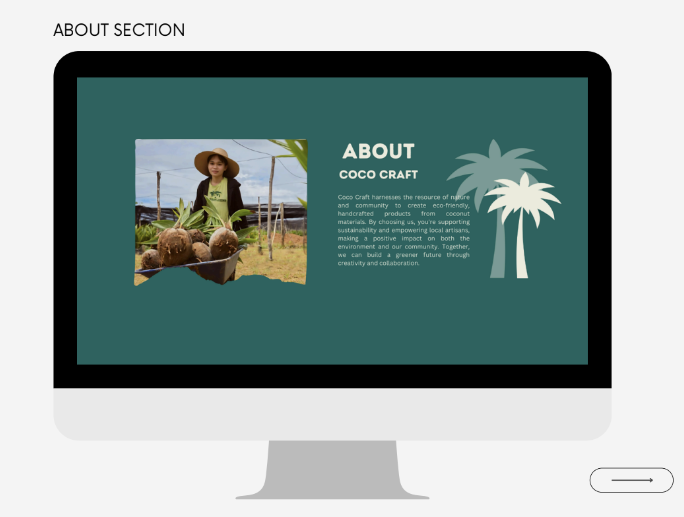 ABOUT SECTION
ABOUT
COCO CRAFT
Coco Craft harnesses the resource of nature
and community to create eco-friendly,
handcrafted products from coconut
materials. By choosing us, you're supporting
sustainability and empowering local artisans,
making a positive impact on both the
environment and our community. Together,
we can build a greener future through
creativity and collaboration.